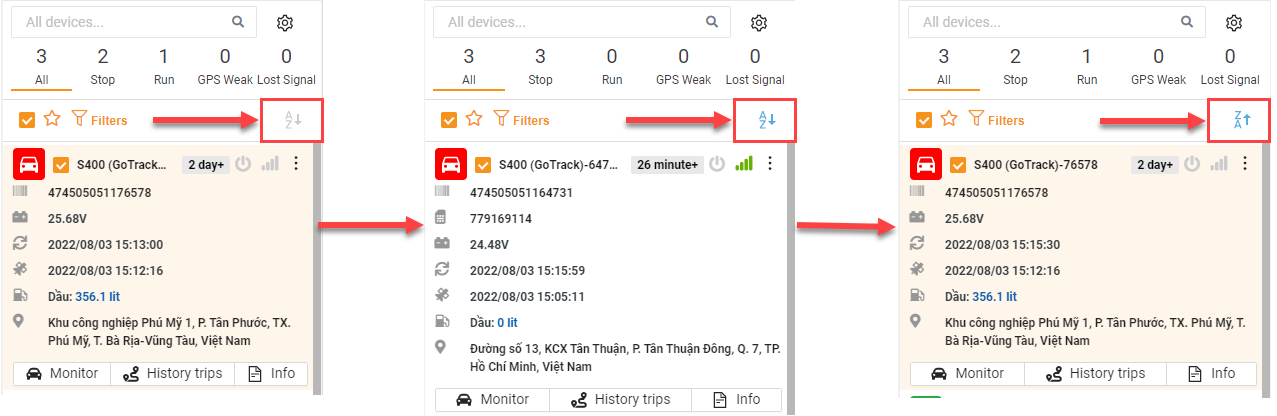 All devices...
3 2 1 0 0
All Stop Run GPS Weak Lost Signal
Filters A Z
S400 (GoTrack... 2 day+
474505051176578
25.68V
2022/08/03 15:13:00
2022/08/03 15:12:16
Dầu: 356.1 lit
Khu công nghiệp Phú Mỹ 1, P. Tân Phước, TX.
Phú Mỹ, T. Bà Rịa-Vũng Tàu, Việt Nam
Monitor History trips Info
All devices...
3 3 0 0 0
All Stop Run GPS Weak Lost Signal
Filters A Z
S400 (GoTrack)-647... 26 minute+
474505051164731
779169114
24.48V
2022/08/03 15:15:59
2022/08/03 15:05:11
Dầu: 0 lit
Đường số 13, KCX Tân Thuận, P. Tân Thuận Đông, Q. 7, TP.
Hồ Chí Minh, Việt Nam
Monitor History trips Info
All devices...
3 2 1 0 0
All Stop Run GPS Weak Lost Signal
Filters Z A
S400 (GoTrack)-76578 2 day+
474505051176578
25.68V
2022/08/03 15:15:30
2022/08/03 15:12:16
Dầu: 356.1 lit
Khu công nghiệp Phú Mỹ 1, P. Tân Phước, TX. Phú Mỹ, T.
Bà Rịa-Vũng Tàu, Việt Nam
Monitor History trips Info